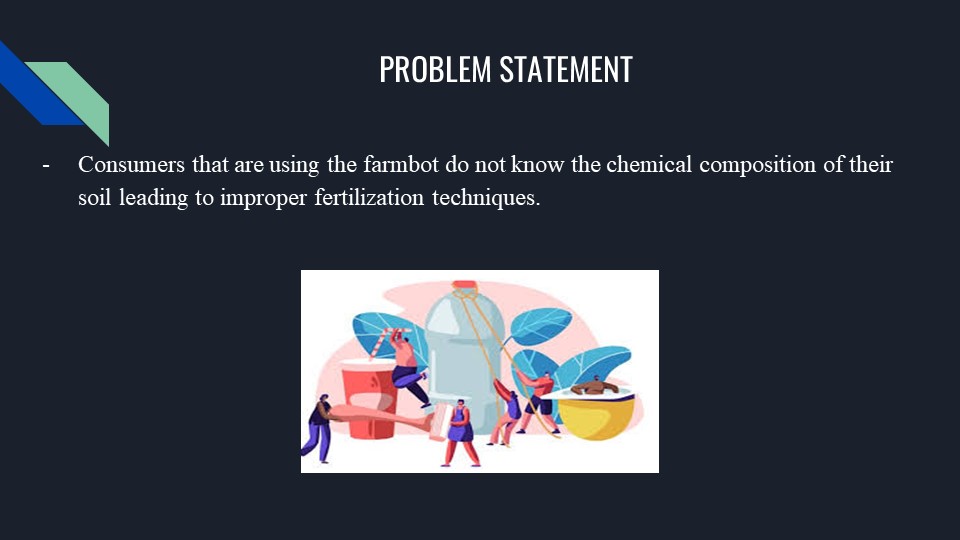 PROBLEM STATEMENT
- Consumers that are using the farmbot do not know the chemical composition of their
soil leading to improper fertilization techniques.